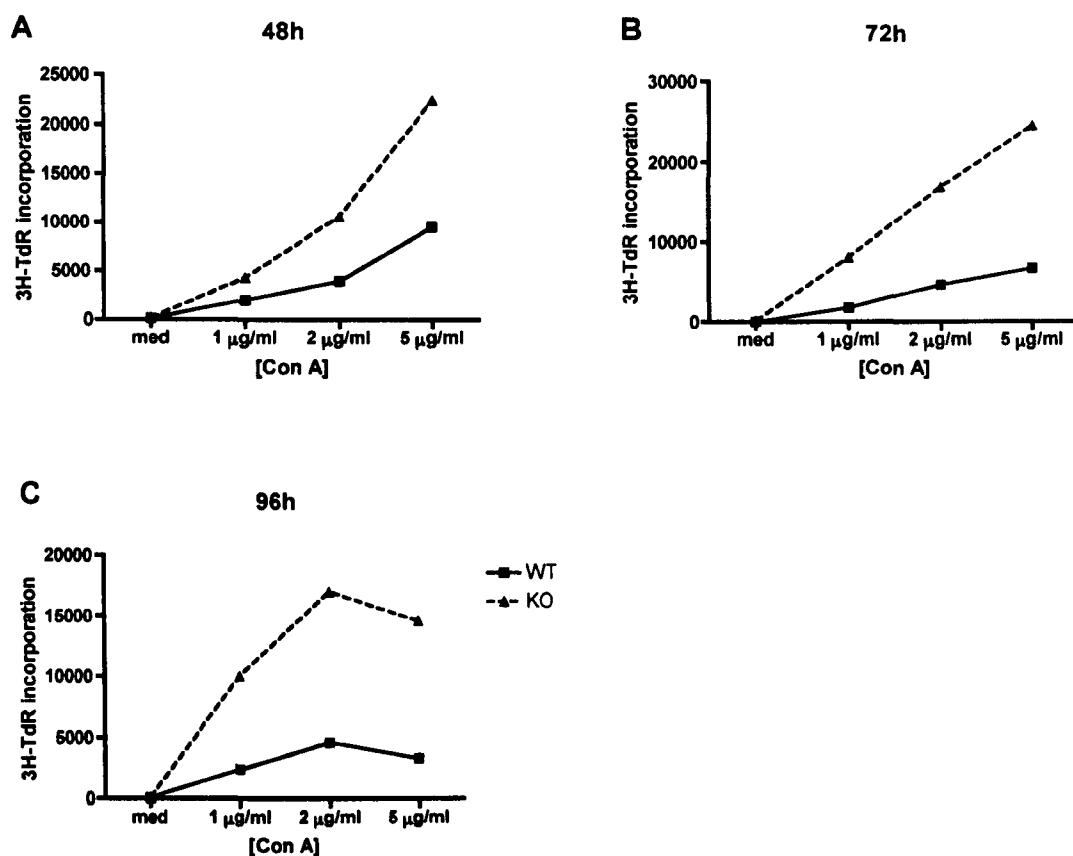 A
48h
25000
20000
15000
10000
5000
0
3H-TdR incorporation
med 1 µg/ml 2 µg/ml 5 µg/ml
[Con A]
B
72h
30000
20000
10000
0
3H-TdR incorporation
med 1 µg/ml 2 µg/ml 5 µg/ml
[Con A]
C
96h
20000
15000
10000
5000
0
3H-TdR incorporation
med 1 µg/ml 2 µg/ml 5 µg/ml
[Con A]
WT
KO